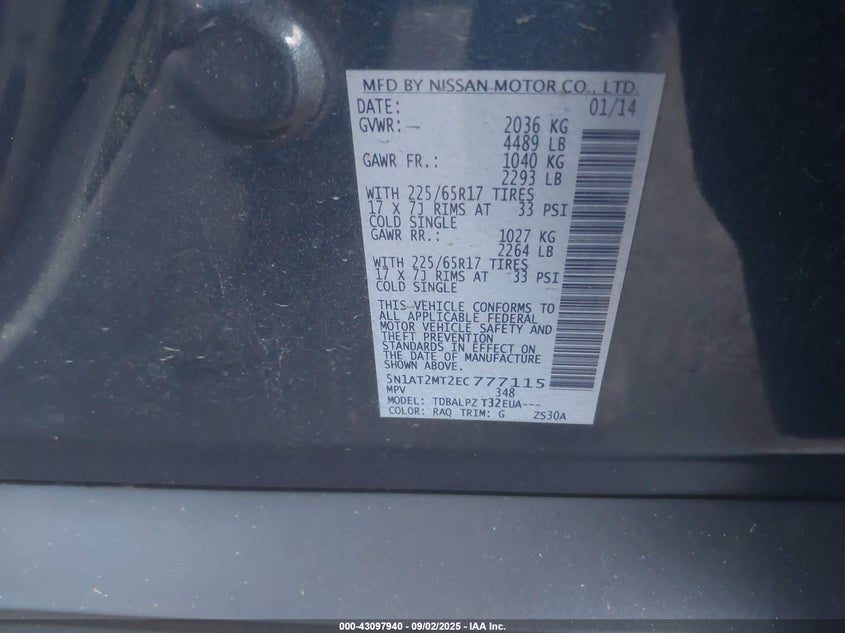 MFD BY NISSAN MOTOR CO., LTD.
DATE: 01/14
GVWR:— 2036 KG
4489 LB
GAWR FR.: 1040 KG
2293 LB
WITH 225/65R17 TIRES
17 X 7J RIMS AT 33 PSI
COLD SINGLE
GAWR RR.: 1027 KG
2264 LB
WITH 225/65R17 TIRES
17 X 7J RIMS AT 33 PSI
COLD SINGLE
THIS VEHICLE CONFORMS TO
ALL APPLICABLE FEDERAL
MOTOR VEHICLE SAFETY AND
THEFT PREVENTION
STANDARDS IN EFFECT ON
THE DATE OF MANUFACTURE
SHOWN ABOVE.
5N1AT2MT2EC777115
MPV 348
MODEL: TDBALPZ T32EUA---
COLOR: RAQ TRIM: G ZS30A
000-43097940 - 09/02/2025 - IAA Inc.